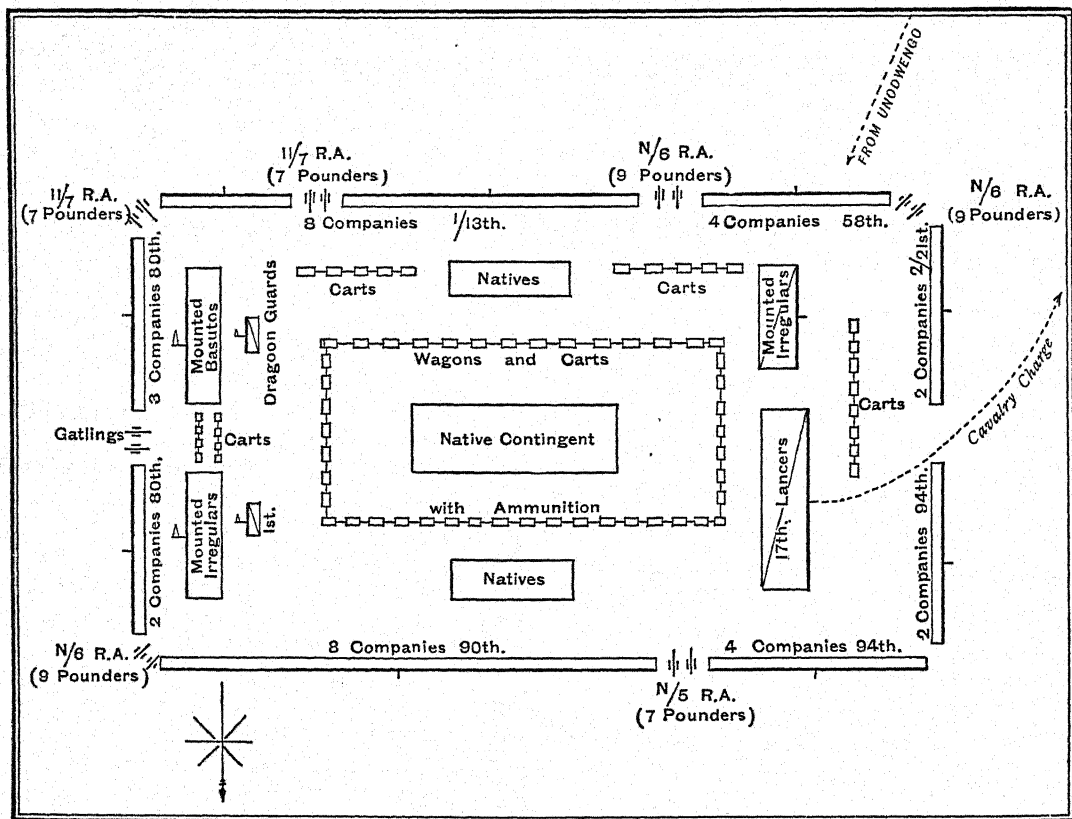 FROM UNODWENGO
11/7 R.A.
(7 Pounders)
N/6 R.A.
(9 Pounders)
11/7 R.A.
(7 Pounders)
N/6 R.A.
(9 Pounders)
8 Companies 1/13th.
4 Companies 58th.
3 Companies 80th.
Mounted
Basutos
Dragoon Guards
Carts
Natives
Carts
Mounted
Irregulars
2 Companies 2/21st.
Wagons and Carts
Carts
Cavalry Charge
Gatlings
Carts
Native Contingent
2 Companies 80th.
Mounted
Irregulars
1st.
with Ammunition
17th. Lancers
2 Companies 94th.
Natives
N/6 R.A.
(9 Pounders)
8 Companies 90th.
4 Companies 94th.
N/5 R.A.
(7 Pounders)